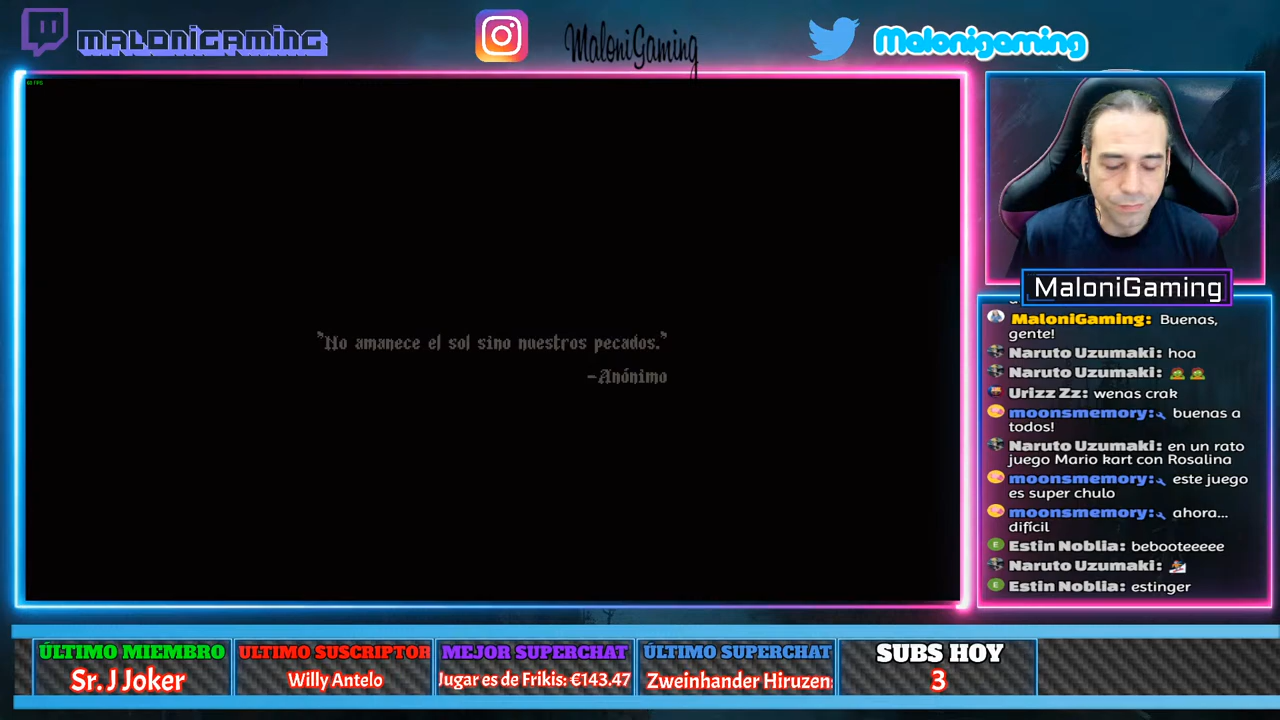 MALONIGAMING
MaloniGaming
Malonigaming
"No amanece el sol sino nuestros pecados."
-Anónimo
MaloniGaming
MaloniGaming: Buenas,
gente!
Naruto Uzumaki: hoa
Naruto Uzumaki: 🧟 🧟
Urizz Zz: wenas crak
moonsmemory: buenas a
todos!
Naruto Uzumaki: en un rato
juego Mario kart con Rosalina
moonsmemory: este juego
es super chulo
moonsmemory: ahora...
difícil
Estin Noblia: bebooteeeee
Naruto Uzumaki:
Estin Noblia: estinger
ÚLTIMO MIEMBRO
Sr. J Joker
ULTIMO SUSCRIPTOR
Willy Antelo
MEJOR SUPERCHAT
Jugar es de Frikis: €143.47
ÚLTIMO SUPERCHAT
Zweinhander Hiruzen:
SUBS HOY
3